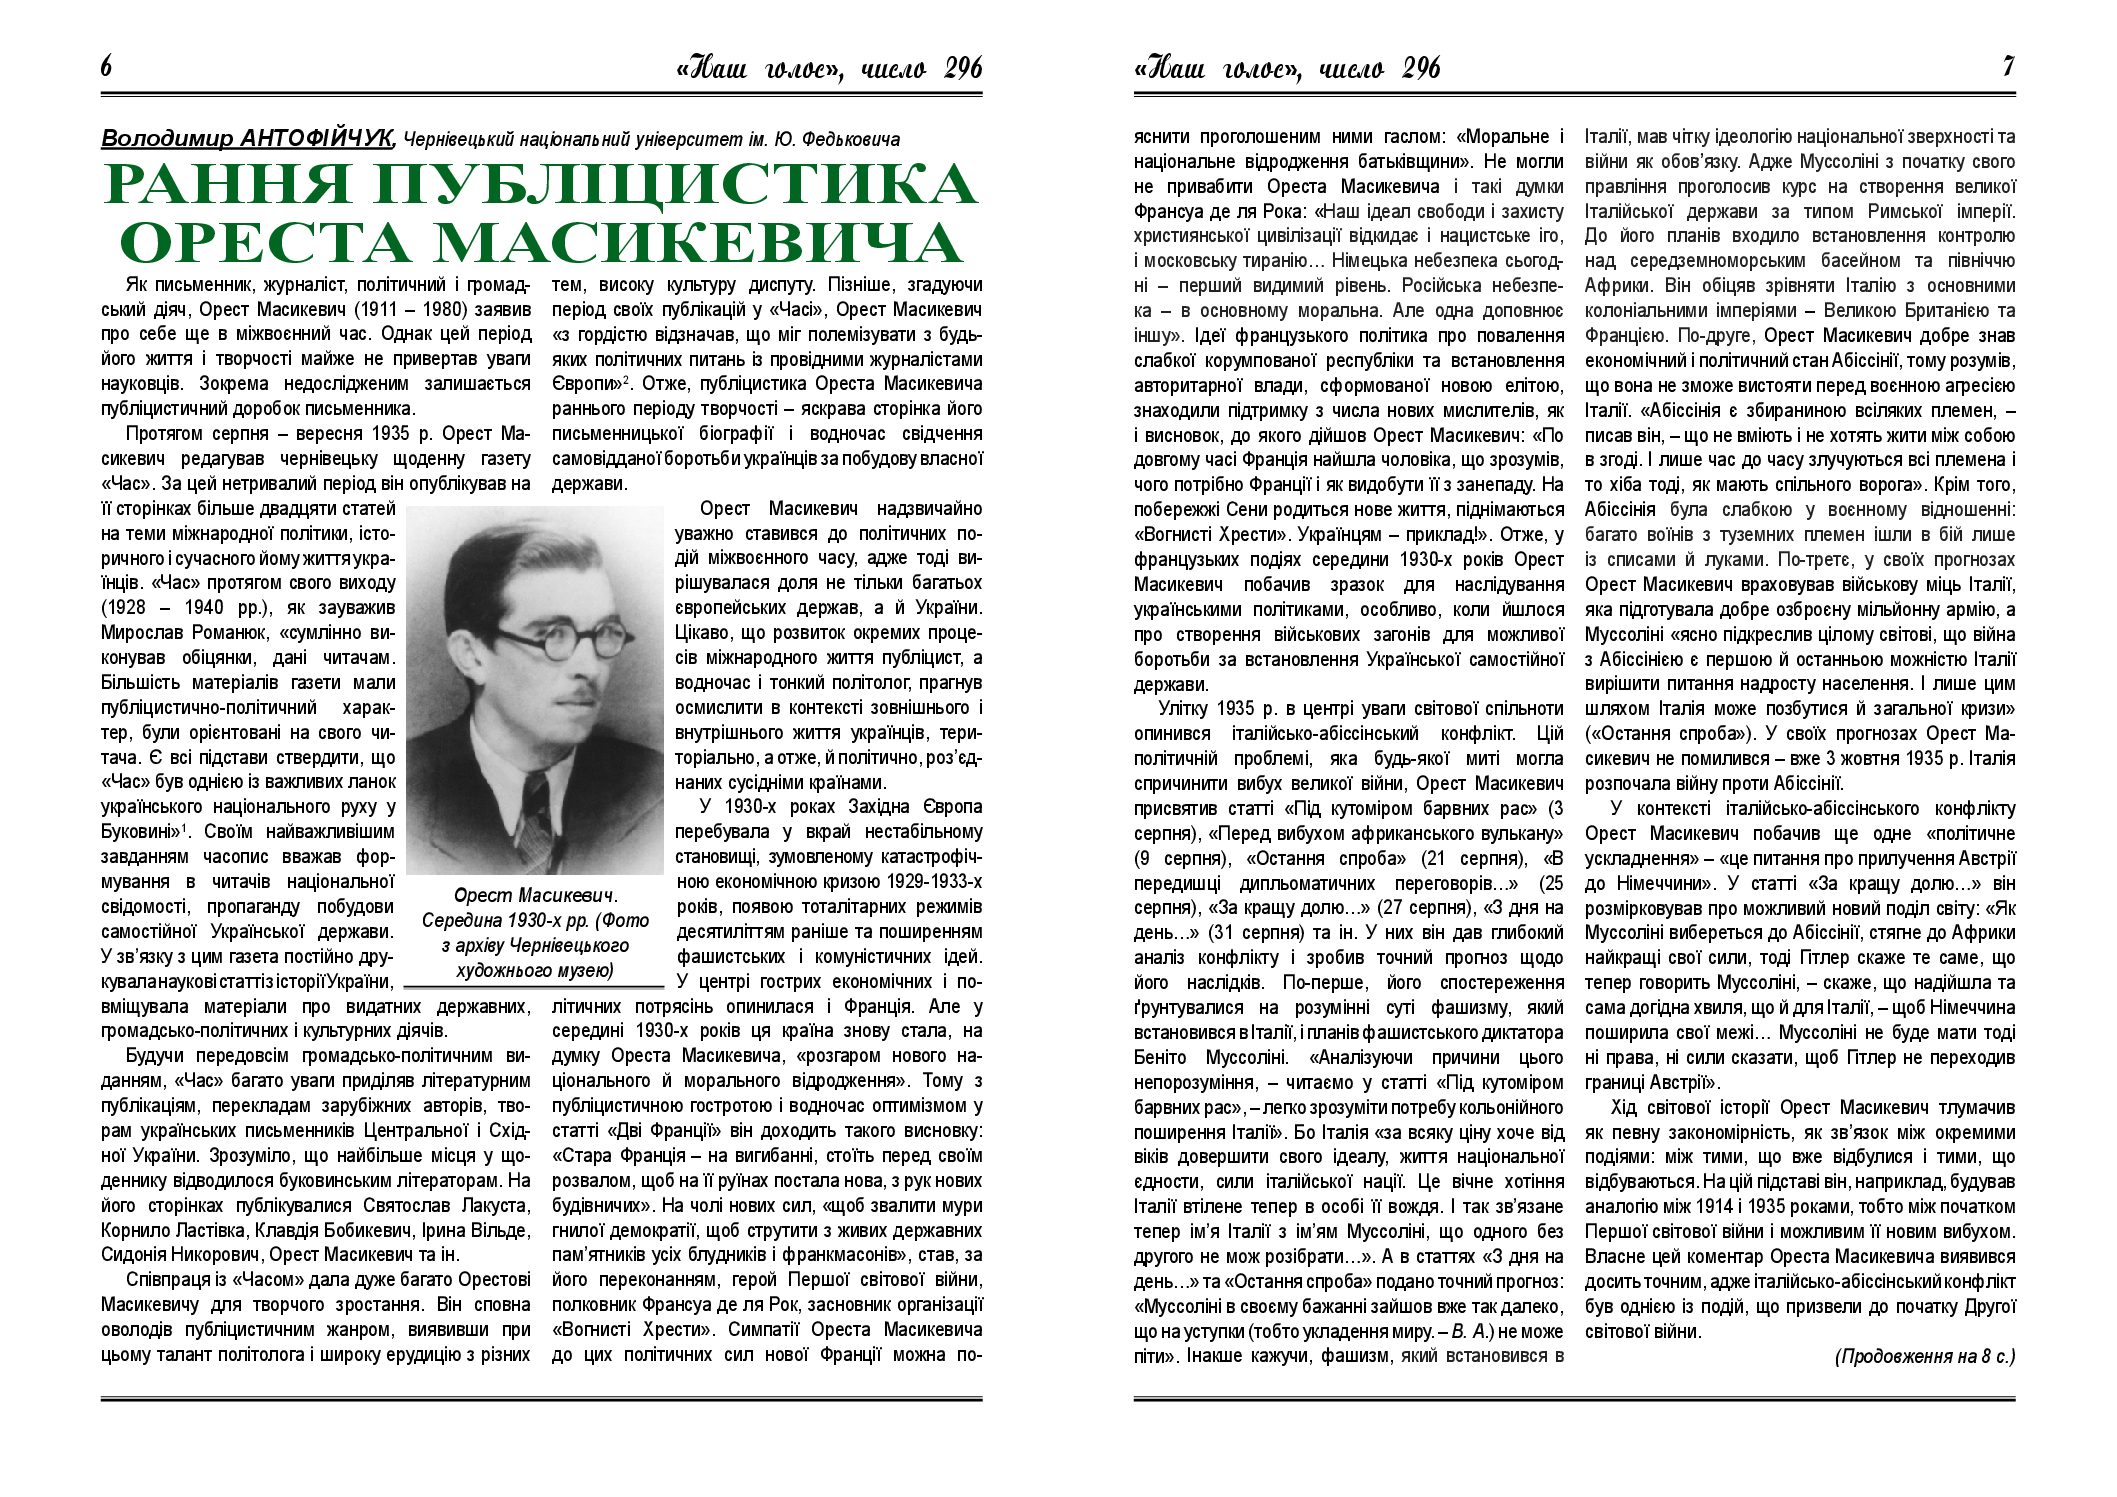 6
«Наш голос», число 296
Володимир АНТОФІЙЧУК, Чернівецький національний університет ім. Ю. Федьковича
РАННЯ ПУБЛІЦИСТИКА
ОРЕСТА МАСИКЕВИЧА
Як письменник, журналіст, політичний і громад-
ський діяч, Орест Масикевич (1911 – 1980) заявив
про себе ще в міжвоєнний час. Однак цей період
його життя і творчості майже не привертав уваги
науковців. Зокрема недослідженим залишається
публіцистичний доробок письменника.
Протягом серпня – вересня 1935 р. Орест Ма-
сикевич редагував чернівецьку щоденну газету
«Час». За цей нетривалий період він опублікував на
її сторінках більше двадцяти статей
на теми міжнародної політики, істо-
ричного і сучасного йому життя укра-
їнців. «Час» протягом свого виходу
(1928 – 1940 рр.), як зауважив
Мирослав Романюк, «сумлінно ви-
конував обіцянки, дані читачам.
Більшість матеріалів газети мали
публіцистично-політичний харак-
тер, були орієнтовані на свого чи-
тача. Є всі підстави ствердити, що
«Час» був однією із важливих ланок
українського національного руху у
Буковині»¹. Своїм найважливішим
завданням часопис вважав фор-
мування в читачів національної
свідомості, пропаганду побудови
самостійної Української держави.
У зв’язку з цим газета постійно дру-
кувала наукові статті з історії України,
вміщувала матеріали про видатних державних,
громадсько-політичних і культурних діячів.
Будучи передовсім громадсько-політичним ви-
данням, «Час» багато уваги приділяв літературним
публікаціям, перекладам зарубіжних авторів, тво-
рам українських письменників Центральної і Схід-
ної України. Зрозуміло, що найбільше місця у що-
деннику відводилося буковинським літераторам. На
його сторінках публікувалися Святослав Лакуста,
Корнило Ластівка, Клавдія Бобикевич, Ірина Вільде,
Сидонія Никорович, Орест Масикевич та ін.
Співпраця із «Часом» дала дуже багато Орестові
Масикевичу для творчого зростання. Він сповна
оволодів публіцистичним жанром, виявивши при
цьому талант політолога і широку ерудицію з різних
тем, високу культуру диспуту. Пізніше, згадуючи
період своїх публікацій у «Часі», Орест Масикевич
«з гордістю відзначав, що міг полемізувати з будь-
яких політичних питань із провідними журналістами
Європи»². Отже, публіцистика Ореста Масикевича
раннього періоду творчості – яскрава сторінка його
письменницької біографії і водночас свідчення
самовідданої боротьби українців за побудову власної
держави.
Орест Масикевич надзвичайно
уважно ставився до політичних по-
дій міжвоєнного часу, адже тоді ви-
рішувалася доля не тільки багатьох
європейських держав, а й України.
Цікаво, що розвиток окремих проце-
сів міжнародного життя публіцист, а
водночас і тонкий політолог, прагнув
осмислити в контексті зовнішнього і
внутрішнього життя українців, тери-
торіально, а отже, й політично, роз’єд-
наних сусідніми країнами.
У 1930-х роках Західна Європа
перебувала у вкрай нестабільному
становищі, зумовленому катастрофіч-
ною економічною кризою 1929-1933-х
років, появою тоталітарних режимів
десятиліттям раніше та поширенням
фашистських і комуністичних ідей.
У центрі гострих економічних і по-
літичних потрясінь опинилася і Франція. Але у
середині 1930-х років ця країна знову стала, на
думку Ореста Масикевича, «розгаром нового на-
ціонального й морального відродження». Тому з
публіцистичною гостротою і водночас оптимізмом у
статті «Дві Франції» він доходить такого висновку:
«Стара Франція – на вигибанні, стоїть перед своїм
розвалом, щоб на її руїнах постала нова, з рук нових
будівничих». На чолі нових сил, «щоб звалити мури
гнилої демократії, щоб струтити з живих державних
пам’ятників усіх блудників і франкмасонів», став, за
його переконанням, герой Першої світової війни,
полковник Франсуа де ля Рок, засновник організації
«Вогнисті Хрести». Симпатії Ореста Масикевича
до цих політичних сил нової Франції можна по-
Орест Масикевич.
Середина 1930-х рр. (Фото
з архіву Чернівецького
художнього музею)
«Наш голос», число 296
7
яснити проголошеним ними гаслом: «Моральне і
національне відродження батьківщини». Не могли
не привабити Ореста Масикевича і такі думки
Франсуа де ля Рока: «Наш ідеал свободи і захисту
християнської цивілізації відкидає і нацистське іго,
і московську тиранію... Німецька небезпека сьогод-
ні – перший видимий рівень. Російська небезпе-
ка – в основному моральна. Але одна доповнює
іншу». Ідеї французького політика про повалення
слабкої корумпованої республіки та встановлення
авторитарної влади, сформованої новою елітою,
знаходили підтримку з числа нових мислителів, як
і висновок, до якого дійшов Орест Масикевич: «По
довгому часі Франція найшла чоловіка, що зрозумів,
чого потрібно Франції і як видобути її з занепаду. На
побережжі Сени родиться нове життя, піднімаються
«Вогнисті Хрести». Українцям – приклад!». Отже, у
французьких подіях середини 1930-х років Орест
Масикевич побачив зразок для наслідування
українськими політиками, особливо, коли йшлося
про створення військових загонів для можливої
боротьби за встановлення Української самостійної
держави.
Улітку 1935 р. в центрі уваги світової спільноти
опинився італійсько-абіссінський конфлікт. Цій
політичній проблемі, яка будь-якої миті могла
спричинити вибух великої війни, Орест Масикевич
присвятив статті «Під кутоміром барвних рас» (3
серпня), «Перед вибухом африканського вулькану»
(9 серпня), «Остання спроба» (21 серпня), «В
передишці дипльоматичних переговорів...» (25
серпня), «За кращу долю...» (27 серпня), «З дня на
день...» (31 серпня) та ін. У них він дав глибокий
аналіз конфлікту і зробив точний прогноз щодо
його наслідків. По-перше, його спостереження
ґрунтувалися на розумінні суті фашизму, який
встановився в Італії, і планів фашистського диктатора
Беніто Муссоліні. «Аналізуючи причини цього
непорозуміння, – читаємо у статті «Під кутоміром
барвних рас», – легко зрозуміти потребу кольонійного
поширення Італії». Бо Італія «за всяку ціну хоче від
віків довершити свого ідеалу, життя національної
єдности, сили італійської нації. Це вічне хотіння
Італії втілене тепер в особі її вождя. І так зв’язане
тепер ім’я Італії з ім’ям Муссоліні, що одного без
другого не мож розібрати...». А в статтях «З дня на
день...» та «Остання спроба» подано точний прогноз:
«Муссоліні в своєму бажанні зайшов вже так далеко,
що на уступки (тобто укладення миру. – В. А.) не може
піти». Інакше кажучи, фашизм, який встановився в
Італії, мав чітку ідеологію національної зверхності та
війни як обов’язку. Адже Муссоліні з початку свого
правління проголосив курс на створення великої
Італійської держави за типом Римської імперії.
До його планів входило встановлення контролю
над середземноморським басейном та північчю
Африки. Він обіцяв зрівняти Італію з основними
колоніальними імперіями – Великою Британією та
Францією. По-друге, Орест Масикевич добре знав
економічний і політичний стан Абіссінії, тому розумів,
що вона не зможе вистояти перед воєнною агресією
Італії. «Абіссінія є збираниною всіляких племен, –
писав він, – що не вміють і не хотять жити між собою
в згоді. І лише час до часу злучуються всі племена і
то хіба тоді, як мають спільного ворога». Крім того,
Абіссінія була слабкою у воєнному відношенні:
багато воїнів з туземних племен ішли в бій лише
із списами й луками. По-третє, у своїх прогнозах
Орест Масикевич враховував військову міць Італії,
яка підготувала добре озброєну мільйонну армію, а
Муссоліні «ясно підкреслив цілому світові, що війна
з Абіссінією є першою й останньою можністю Італії
вирішити питання надросту населення. І лише цим
шляхом Італія може позбутися й загальної кризи»
(«Остання спроба»). У своїх прогнозах Орест Ма-
сикевич не помилився – вже 3 жовтня 1935 р. Італія
розпочала війну проти Абіссінії.
У контексті італійсько-абіссінського конфлікту
Орест Масикевич побачив ще одне «політичне
ускладнення» – «це питання про прилучення Австрії
до Німеччини». У статті «За кращу долю...» він
розмірковував про можливий новий поділ світу: «Як
Муссоліні вибереться до Абіссінії, стягне до Африки
найкращі свої сили, тоді Гітлер скаже те саме, що
тепер говорить Муссоліні, – скаже, що надійшла та
сама догідна хвиля, що й для Італії, – щоб Німеччина
поширила свої межі... Муссоліні не буде мати тоді
ні права, ні сили сказати, щоб Гітлер не переходив
границі Австрії».
Хід світової історії Орест Масикевич тлумачив
як певну закономірність, як зв’язок між окремими
подіями: між тими, що вже відбулися і тими, що
відбуваються. На цій підставі він, наприклад, будував
аналогію між 1914 і 1935 роками, тобто між початком
Першої світової війни і можливим її новим вибухом.
Власне цей коментар Ореста Масикевича виявився
досить точним, адже італійсько-абіссінський конфлікт
був однією із подій, що призвели до початку Другої
світової війни.
(Продовження на 8 с.)